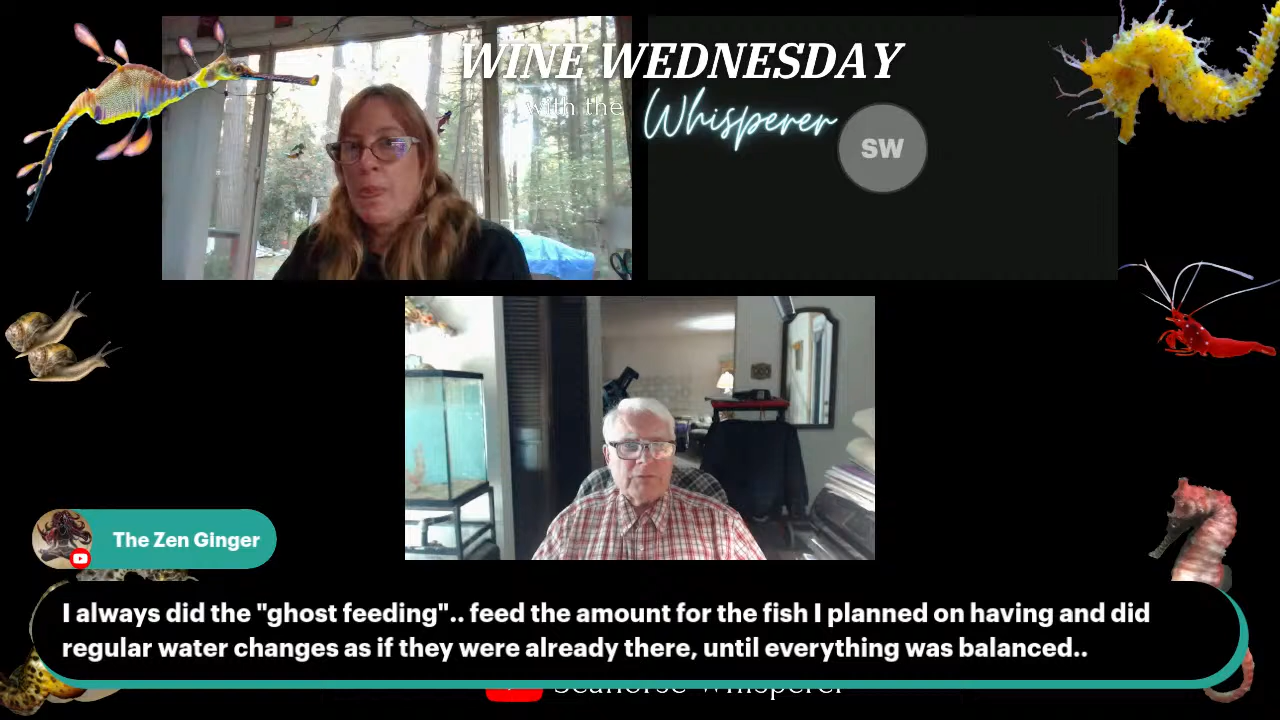 WINE WEDNESDAY
with the Whisperer
SW
The Zen Ginger
I always did the "ghost feeding".. feed the amount for the fish I planned on having and did
regular water changes as if they were already there, until everything was balanced..
Seahorse Whisperer